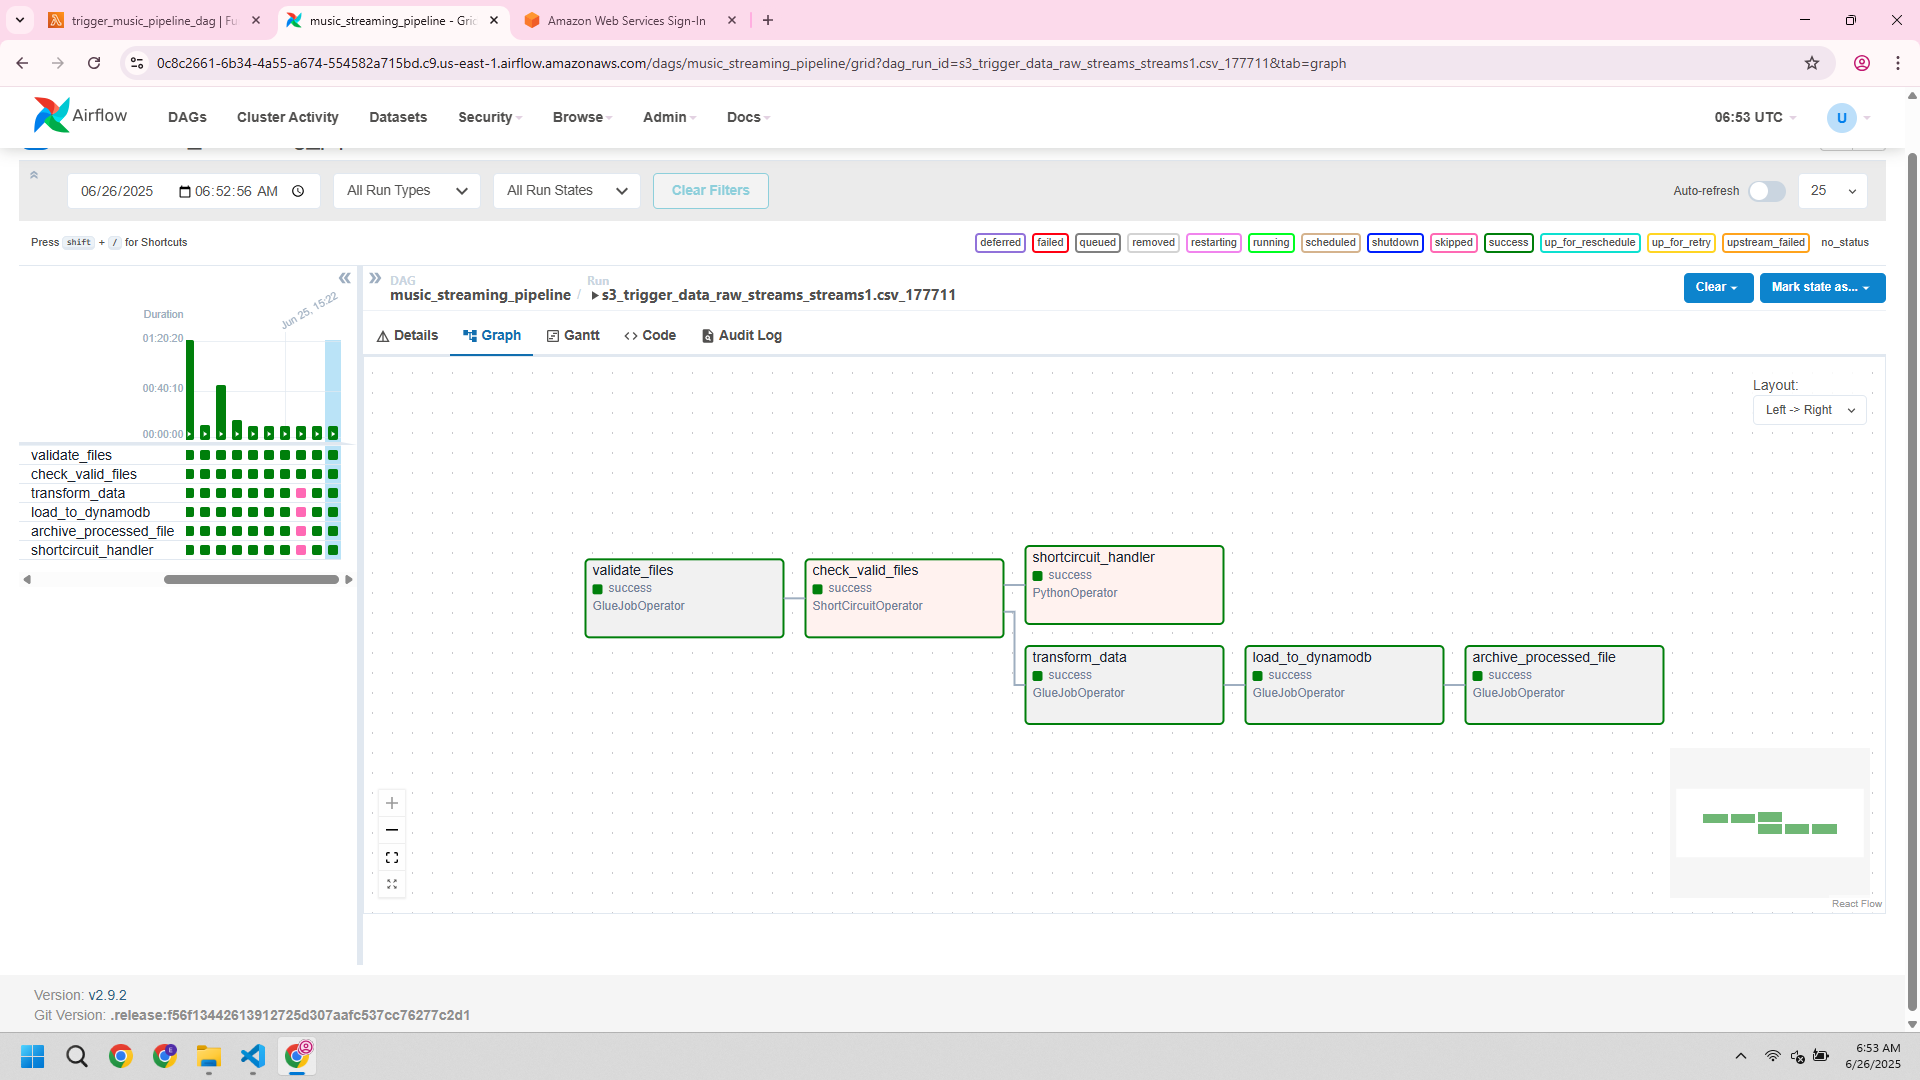 trigger_music_pipeline_dag | Fu
music_streaming_pipeline - Grid
Amazon Web Services Sign-In
0c8c2661-6b34-4a55-a674-554582a715bd.c9.us-east-1.airflow.amazonaws.com/dags/music_streaming_pipeline/grid?dag_run_id=s3_trigger_data_raw_streams_streams1.csv_177711&tab=graph
Airflow
DAGs
Cluster Activity
Datasets
Security
Browse
Admin
Docs
06:53 UTC
U
06/26/2025 06:52:56 AM
All Run Types
All Run States
Clear Filters
Auto-refresh
25
Press shift + / for Shortcuts
deferred
failed
queued
removed
restarting
running
scheduled
shutdown
skipped
success
up_for_reschedule
up_for_retry
upstream_failed
no_status
Duration
Jun 25, 15:22
01:20:20
00:40:10
00:00:00
validate_files
check_valid_files
transform_data
load_to_dynamodb
archive_processed_file
shortcircuit_handler
DAG
music_streaming_pipeline
/
Run
s3_trigger_data_raw_streams_streams1.csv_177711
Clear
Mark state as...
Details
Graph
Gantt
Code
Audit Log
Layout:
Left -> Right
validate_files
success
GlueJobOperator
check_valid_files
success
ShortCircuitOperator
shortcircuit_handler
success
PythonOperator
transform_data
success
GlueJobOperator
load_to_dynamodb
success
GlueJobOperator
archive_processed_file
success
GlueJobOperator
React Flow
Version: v2.9.2
Git Version: .release:f56f13442613912725d307aafc537cc76277c2d1
6:53 AM
6/26/2025